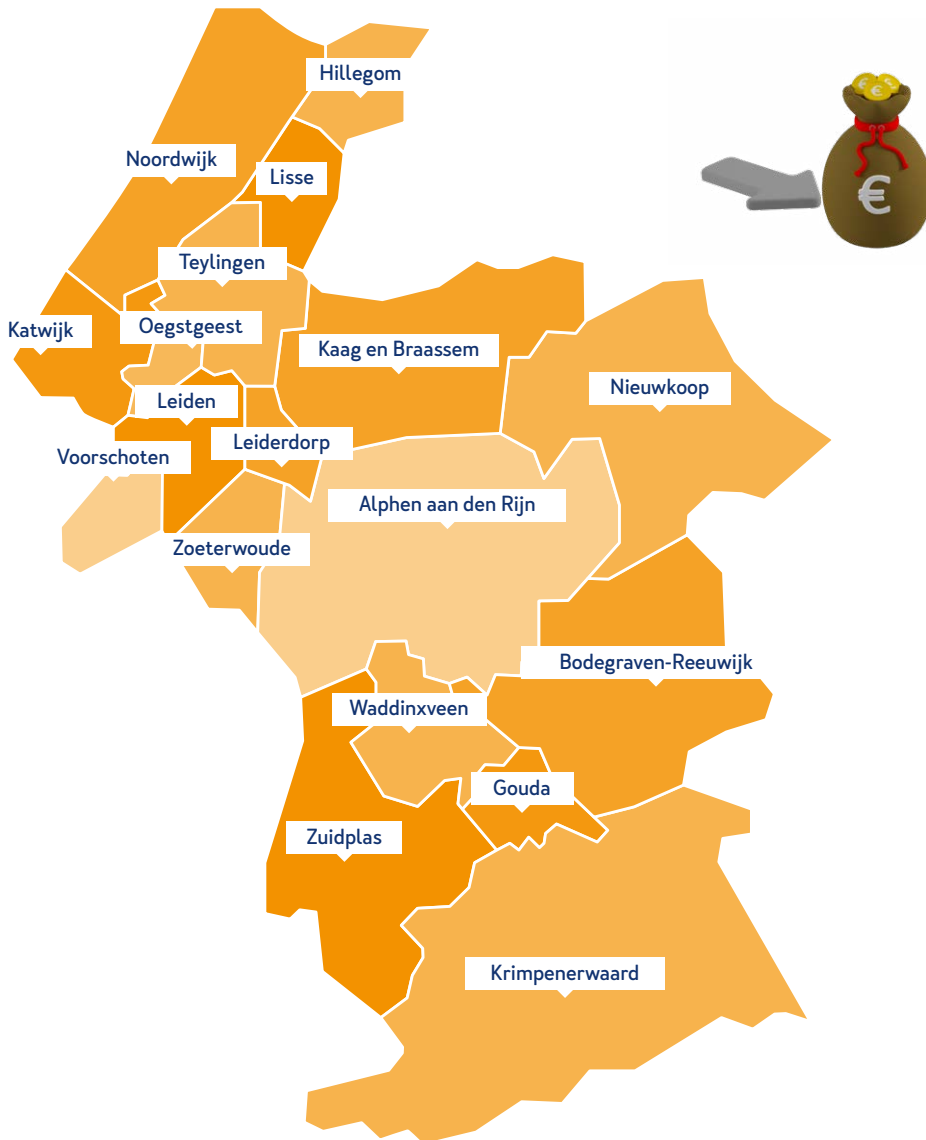 Hillegom
Noordwijk
Lisse
Teylingen
Katwijk
Oegstgeest
Kaag en Braassem
Nieuwkoop
Leiden
Leiderdorp
Voorschoten
Alphen aan den Rijn
Zoeterwoude
Bodegraven-Reeuwijk
Waddinxveen
Gouda
Zuidplas
Krimpenerwaard
€
€
€
€